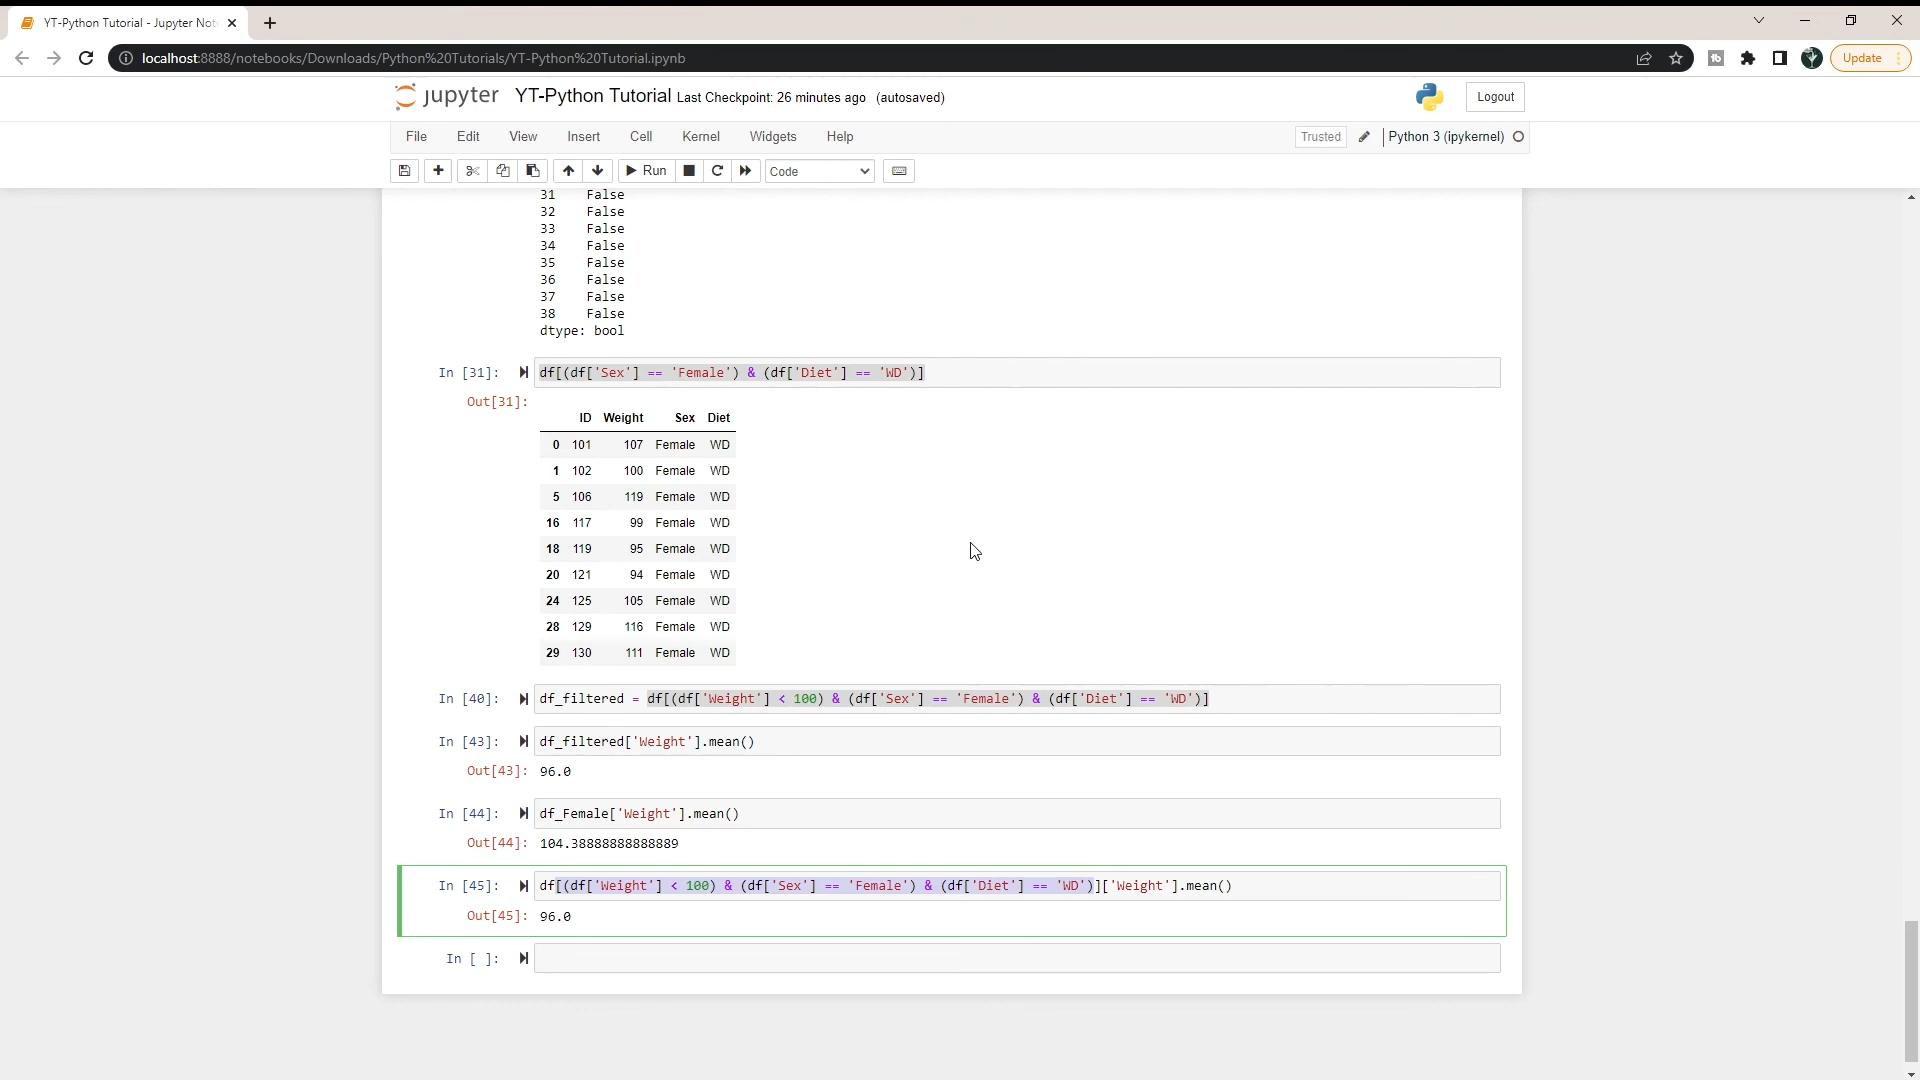 YT-Python Tutorial - Jupyter Not
localhost:8888/notebooks/Downloads/Python%20Tutorials/YT-Python%20Tutorial.ipynb
Update
jupyter YT-Python Tutorial Last Checkpoint: 26 minutes ago (autosaved)
Logout
File Edit View Insert Cell Kernel Widgets Help
Trusted Python 3 (ipykernel)
Run Code
31 False
32 False
33 False
34 False
35 False
36 False
37 False
38 False
dtype: bool
In [31]: df[(df['Sex'] == 'Female') & (df['Diet'] == 'WD')]
Out[31]:
ID Weight Sex Diet
0 101 107 Female WD
1 102 100 Female WD
5 106 119 Female WD
16 117 99 Female WD
18 119 95 Female WD
20 121 94 Female WD
24 125 105 Female WD
28 129 116 Female WD
29 130 111 Female WD
In [40]: df_filtered = df[(df['Weight'] < 100) & (df['Sex'] == 'Female') & (df['Diet'] == 'WD')]
In [43]: df_filtered['Weight'].mean()
Out[43]: 96.0
In [44]: df_Female['Weight'].mean()
Out[44]: 104.38888888888889
In [45]: df[(df['Weight'] < 100) & (df['Sex'] == 'Female') & (df['Diet'] == 'WD')]['Weight'].mean()
Out[45]: 96.0
In [ ]: